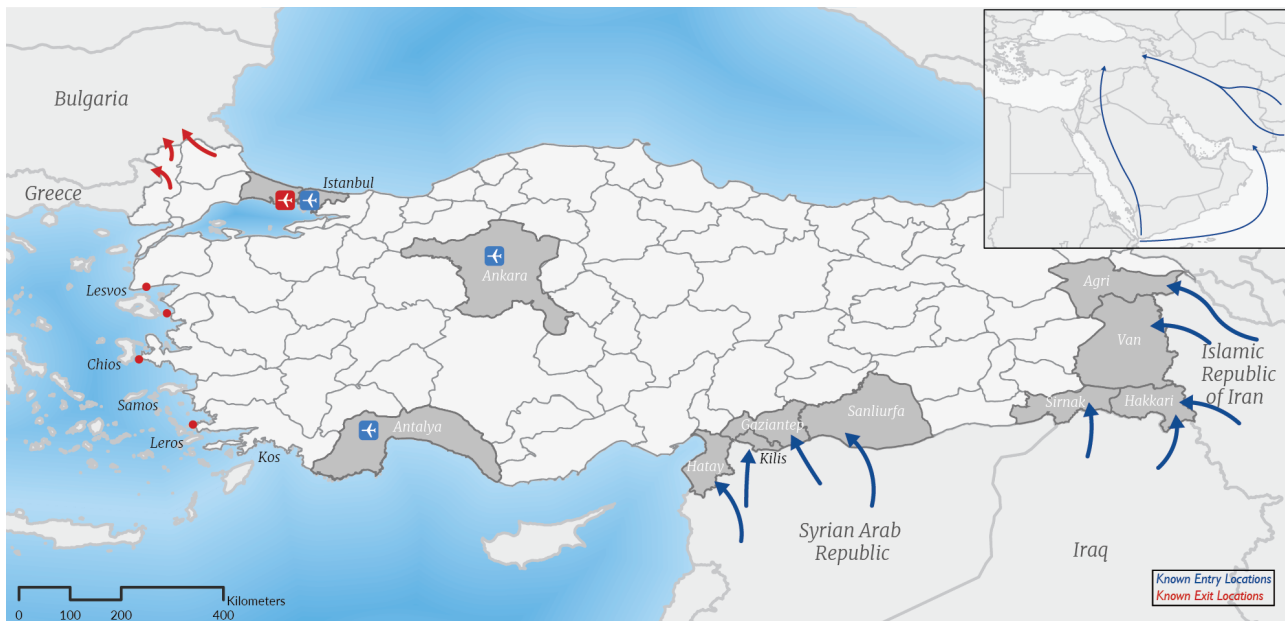 Bulgaria
Greece
Istanbul
Ankara
Lesvos
Chios
Samos
Leros
Kos
Antalya
Agri
Van
Islamic
Republic
of Iran
Hakkari
Sirnak
Sanliurfa
Gaziantep
Kilis
Hatay
Syrian Arab
Republic
Iraq
Kilometers
0 100 200 400
Known Entry Locations
Known Exit Locations